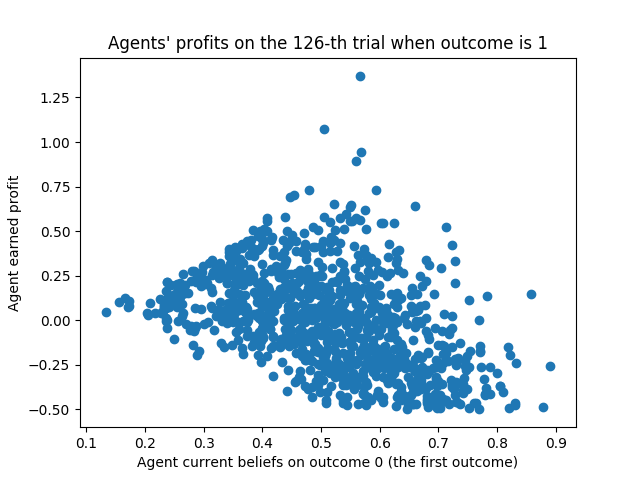 Agents' profits on the 126-th trial when outcome is 1
1.25
1.00
0.75
0.50
0.25
0.00
−0.25
−0.50
Agent earned profit
0.1 0.2 0.3 0.4 0.5 0.6 0.7 0.8 0.9
Agent current beliefs on outcome 0 (the first outcome)